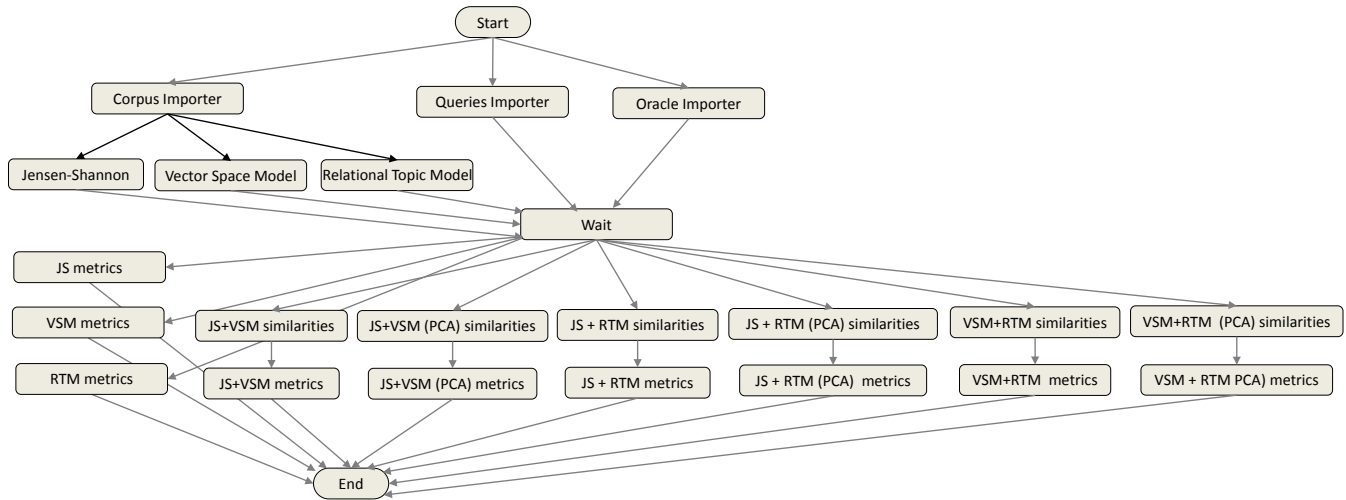 Start
Corpus Importer
Queries Importer
Oracle Importer
Jensen-Shannon
Vector Space Model
Relational Topic Model
Wait
JS metrics
VSM metrics
JS+VSM similarities
JS+VSM (PCA) similarities
JS + RTM similarities
JS + RTM (PCA) similarities
VSM+RTM similarities
VSM+RTM (PCA) similarities
RTM metrics
JS+VSM metrics
JS+VSM (PCA) metrics
JS + RTM metrics
JS + RTM (PCA) metrics
VSM+RTM metrics
VSM + RTM PCA) metrics
End